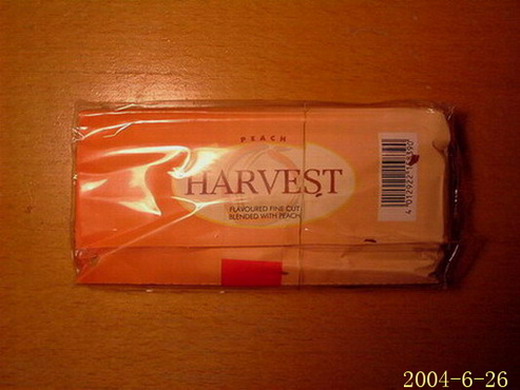 PEACH
HARVEST
FLAVOURED FINE CUT
BLENDED WITH PEACH
2004-6-26